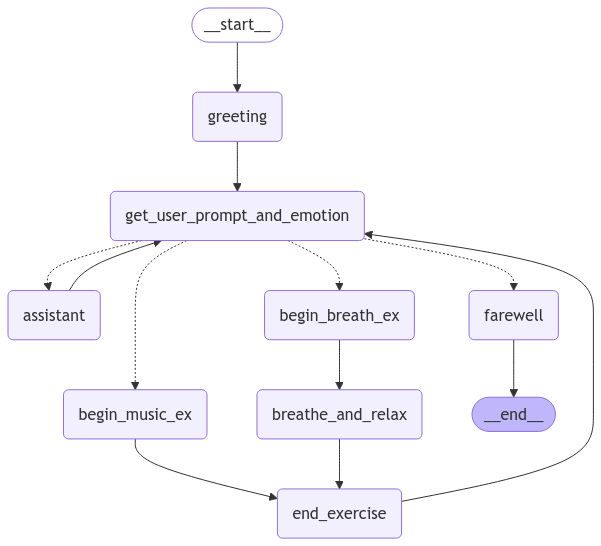 __start__
greeting
get_user_prompt_and_emotion
assistant
begin_breath_ex
farewell
begin_music_ex
breathe_and_relax
__end__
end_exercise